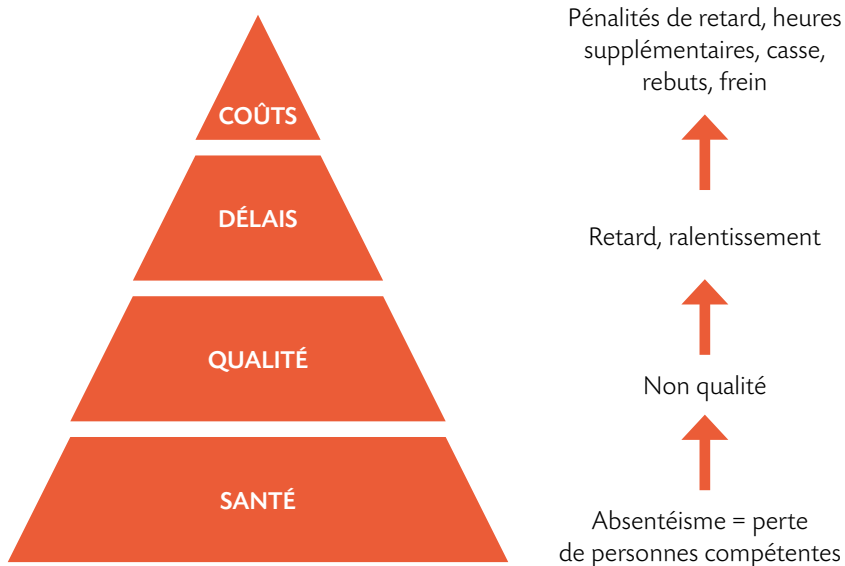 Pénalités de retard, heures
supplémentaires, casse,
rebuts, frein
COÛTS
DÉLAIS
Retard, ralentissement
QUALITÉ
Non qualité
SANTÉ
Absentéisme = perte
de personnes compétentes